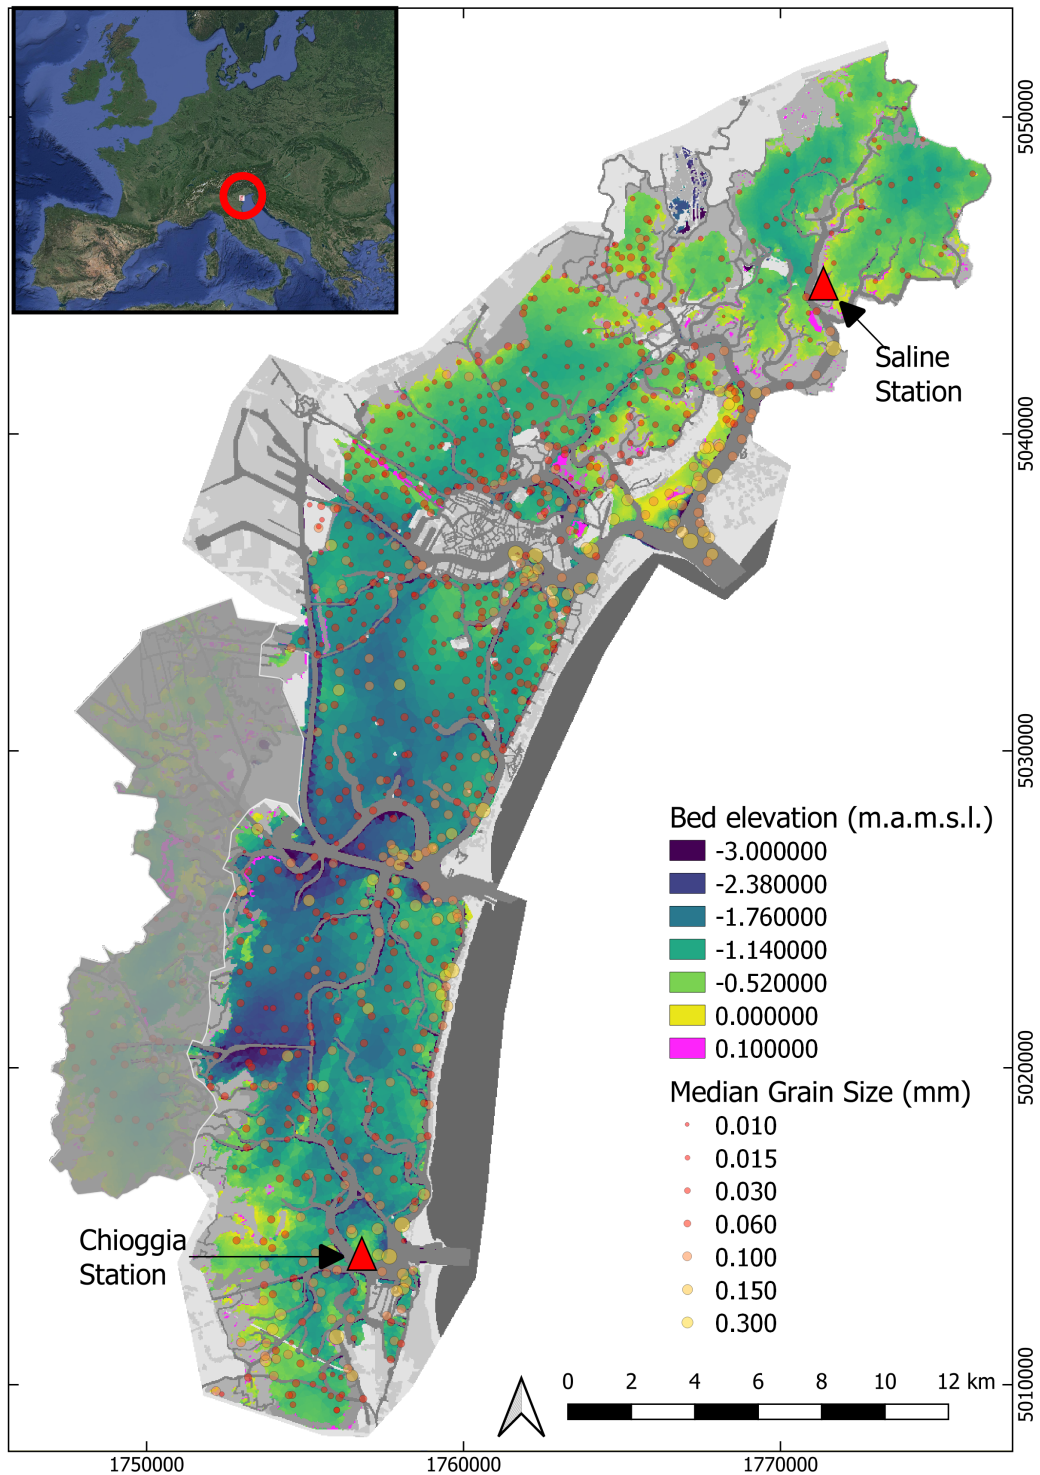 Saline
Station
Bed elevation (m.a.m.s.l.)
-3.000000
-2.380000
-1.760000
-1.140000
-0.520000
0.000000
0.100000
Median Grain Size (mm)
0.010
0.015
0.030
0.060
0.100
0.150
0.300
Chioggia
Station
0 2 4 6 8 10 12 km
5050000
5040000
5030000
5020000
5010000
1750000 1760000 1770000